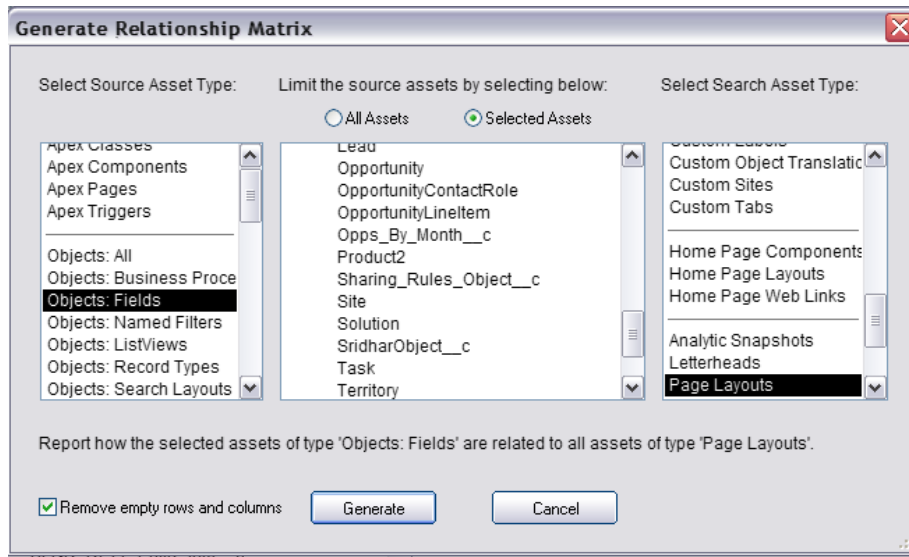 Generate Relationship Matrix
Select Source Asset Type:
Limit the source assets by selecting below:
Select Search Asset Type:
All Assets
Selected Assets
Apex Classes
Apex Components
Apex Pages
Apex Triggers
Objects: All
Objects: Business Proce
Objects: Fields
Objects: Named Filters
Objects: ListViews
Objects: Record Types
Objects: Search Layouts
Lead
Opportunity
OpportunityContactRole
OpportunityLineItem
Opps_By_Month__c
Product2
Sharing_Rules_Object__c
Site
Solution
SridharObject__c
Task
Territory
Custom Labels
Custom Object Translatic
Custom Sites
Custom Tabs
Home Page Components
Home Page Layouts
Home Page Web Links
Analytic Snapshots
Letterheads
Page Layouts
Report how the selected assets of type 'Objects: Fields' are related to all assets of type 'Page Layouts'.
Remove empty rows and columns
Generate
Cancel